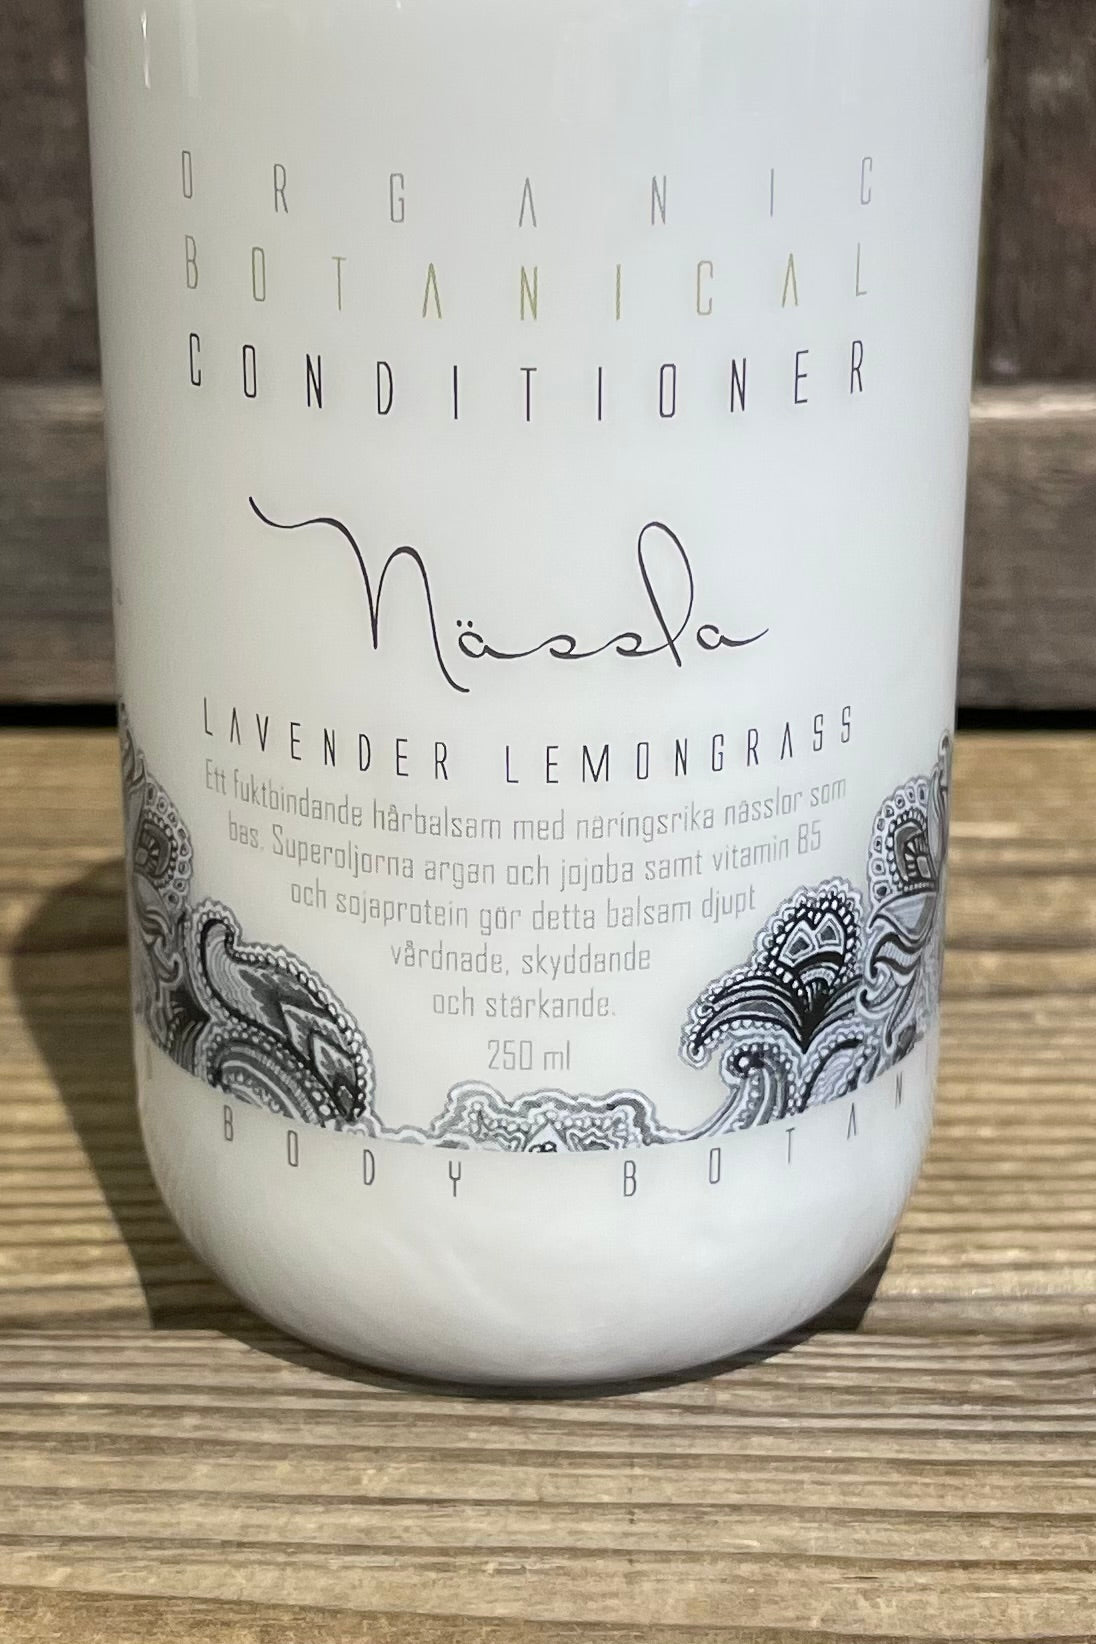 ORGANIC
BOTANICAL
CONDITIONER
Nässla
LAVENDER LEMONGRASS
Ett fuktbindande hårbalsam med näringsrika nässlor som
bas. Superoljorna argan och jojoba samt vitamin B5
och sojaprotein gör detta balsam djupt
vårdnade, skyddande
och stärkande.
250 ml
BODY BOTAN